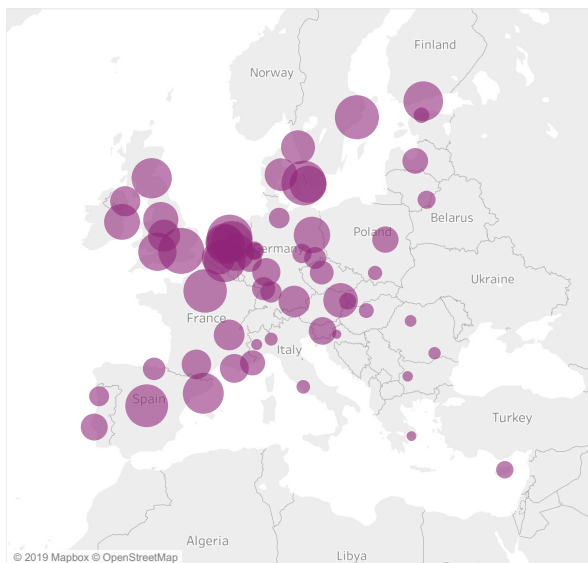 Finland
Norway
Belarus
Poland
Germany
Ukraine
France
Italy
Spain
Turkey
Algeria
Libya
© 2019 Mapbox © OpenStreetMap